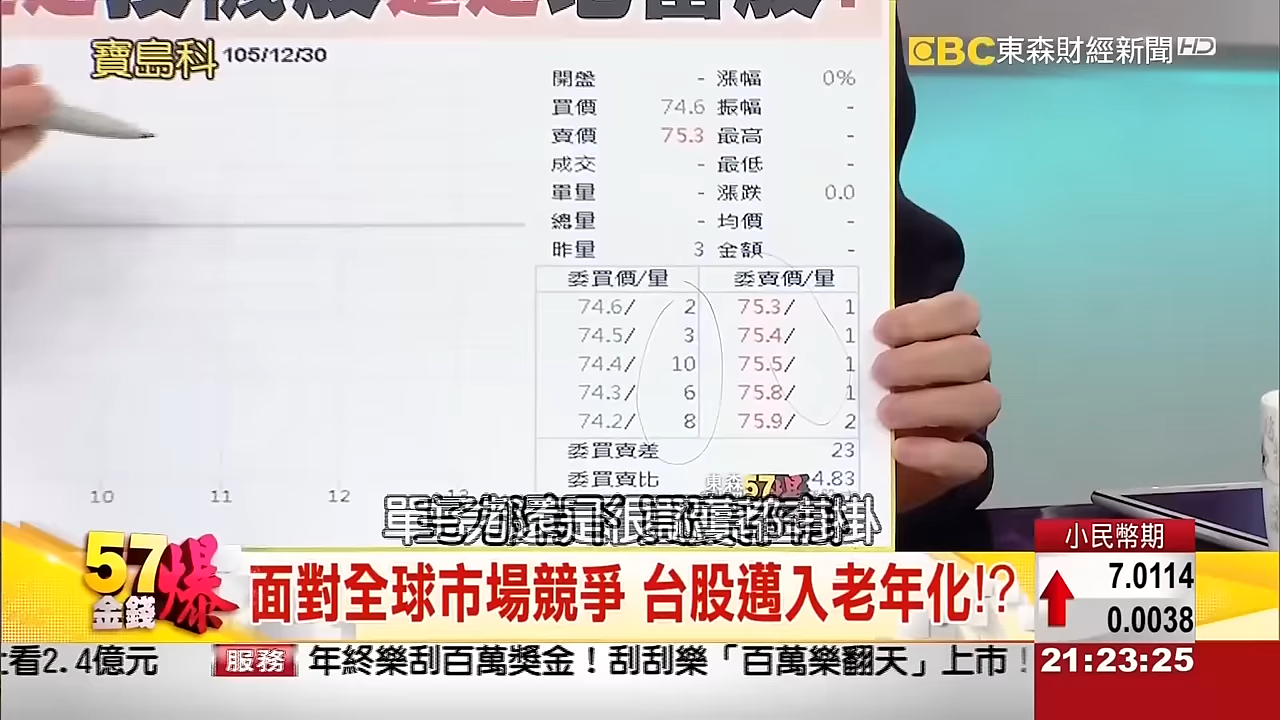 寶島科 105/12/30
EBC 東森財經新聞 HD
開盤 - 漲幅 0%
買價 74.6 振幅 -
賣價 75.3 最高 -
成交 - 最低 -
單量 - 漲跌 0.0
總量 - 均價 -
昨量 3 金額 -
委買價/量 委賣價/量
74.6/ 2 75.3/ 1
74.5/ 3 75.4/ 1
74.4/ 10 75.5/ 1
74.3/ 6 75.8/ 1
74.2/ 8 75.9/ 2
委買賣差 23
委買賣比 4.83
10 11 12
東森 57爆
57金錢爆
面對全球市場競爭 台股邁入老年化!?
小民幣期
7.0114
0.0038
看2.4億元 服務 年終樂刮百萬獎金！刮刮樂「百萬樂翻天」上市！
21:23:25